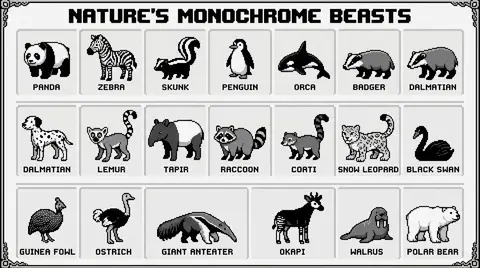 NATURE'S MONOCHROME BEASTS
PANDA ZEBRA SKUNK PENGUIN ORCA BADGER DALMATIAN
DALMATIAN LEMUR TAPIR RACCOON COATI SNOW LEOPARD BLACK SWAN
GUINEA FOWL OSTRICH GIANT ANTEATER OKAPI WALRUS POLAR BEAR